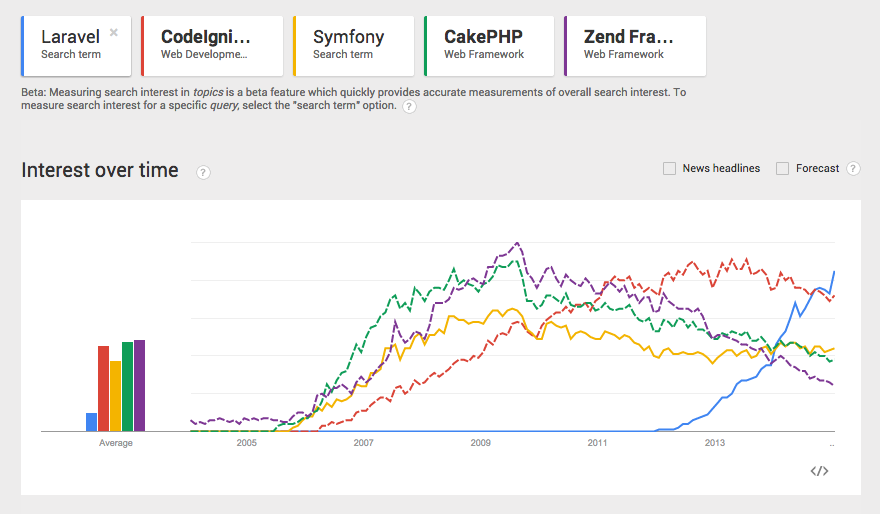 Laravel ×
Search term
CodeIgni...
Web Developme...
Symfony
Search term
CakePHP
Web Framework
Zend Fra...
Web Framework
Beta: Measuring search interest in topics is a beta feature which quickly provides accurate measurements of overall search interest. To
measure search interest for a specific query, select the "search term" option. ?
Interest over time ?
News headlines
Forecast ?
Average
2005
2007
2009
2011
2013
..
</>